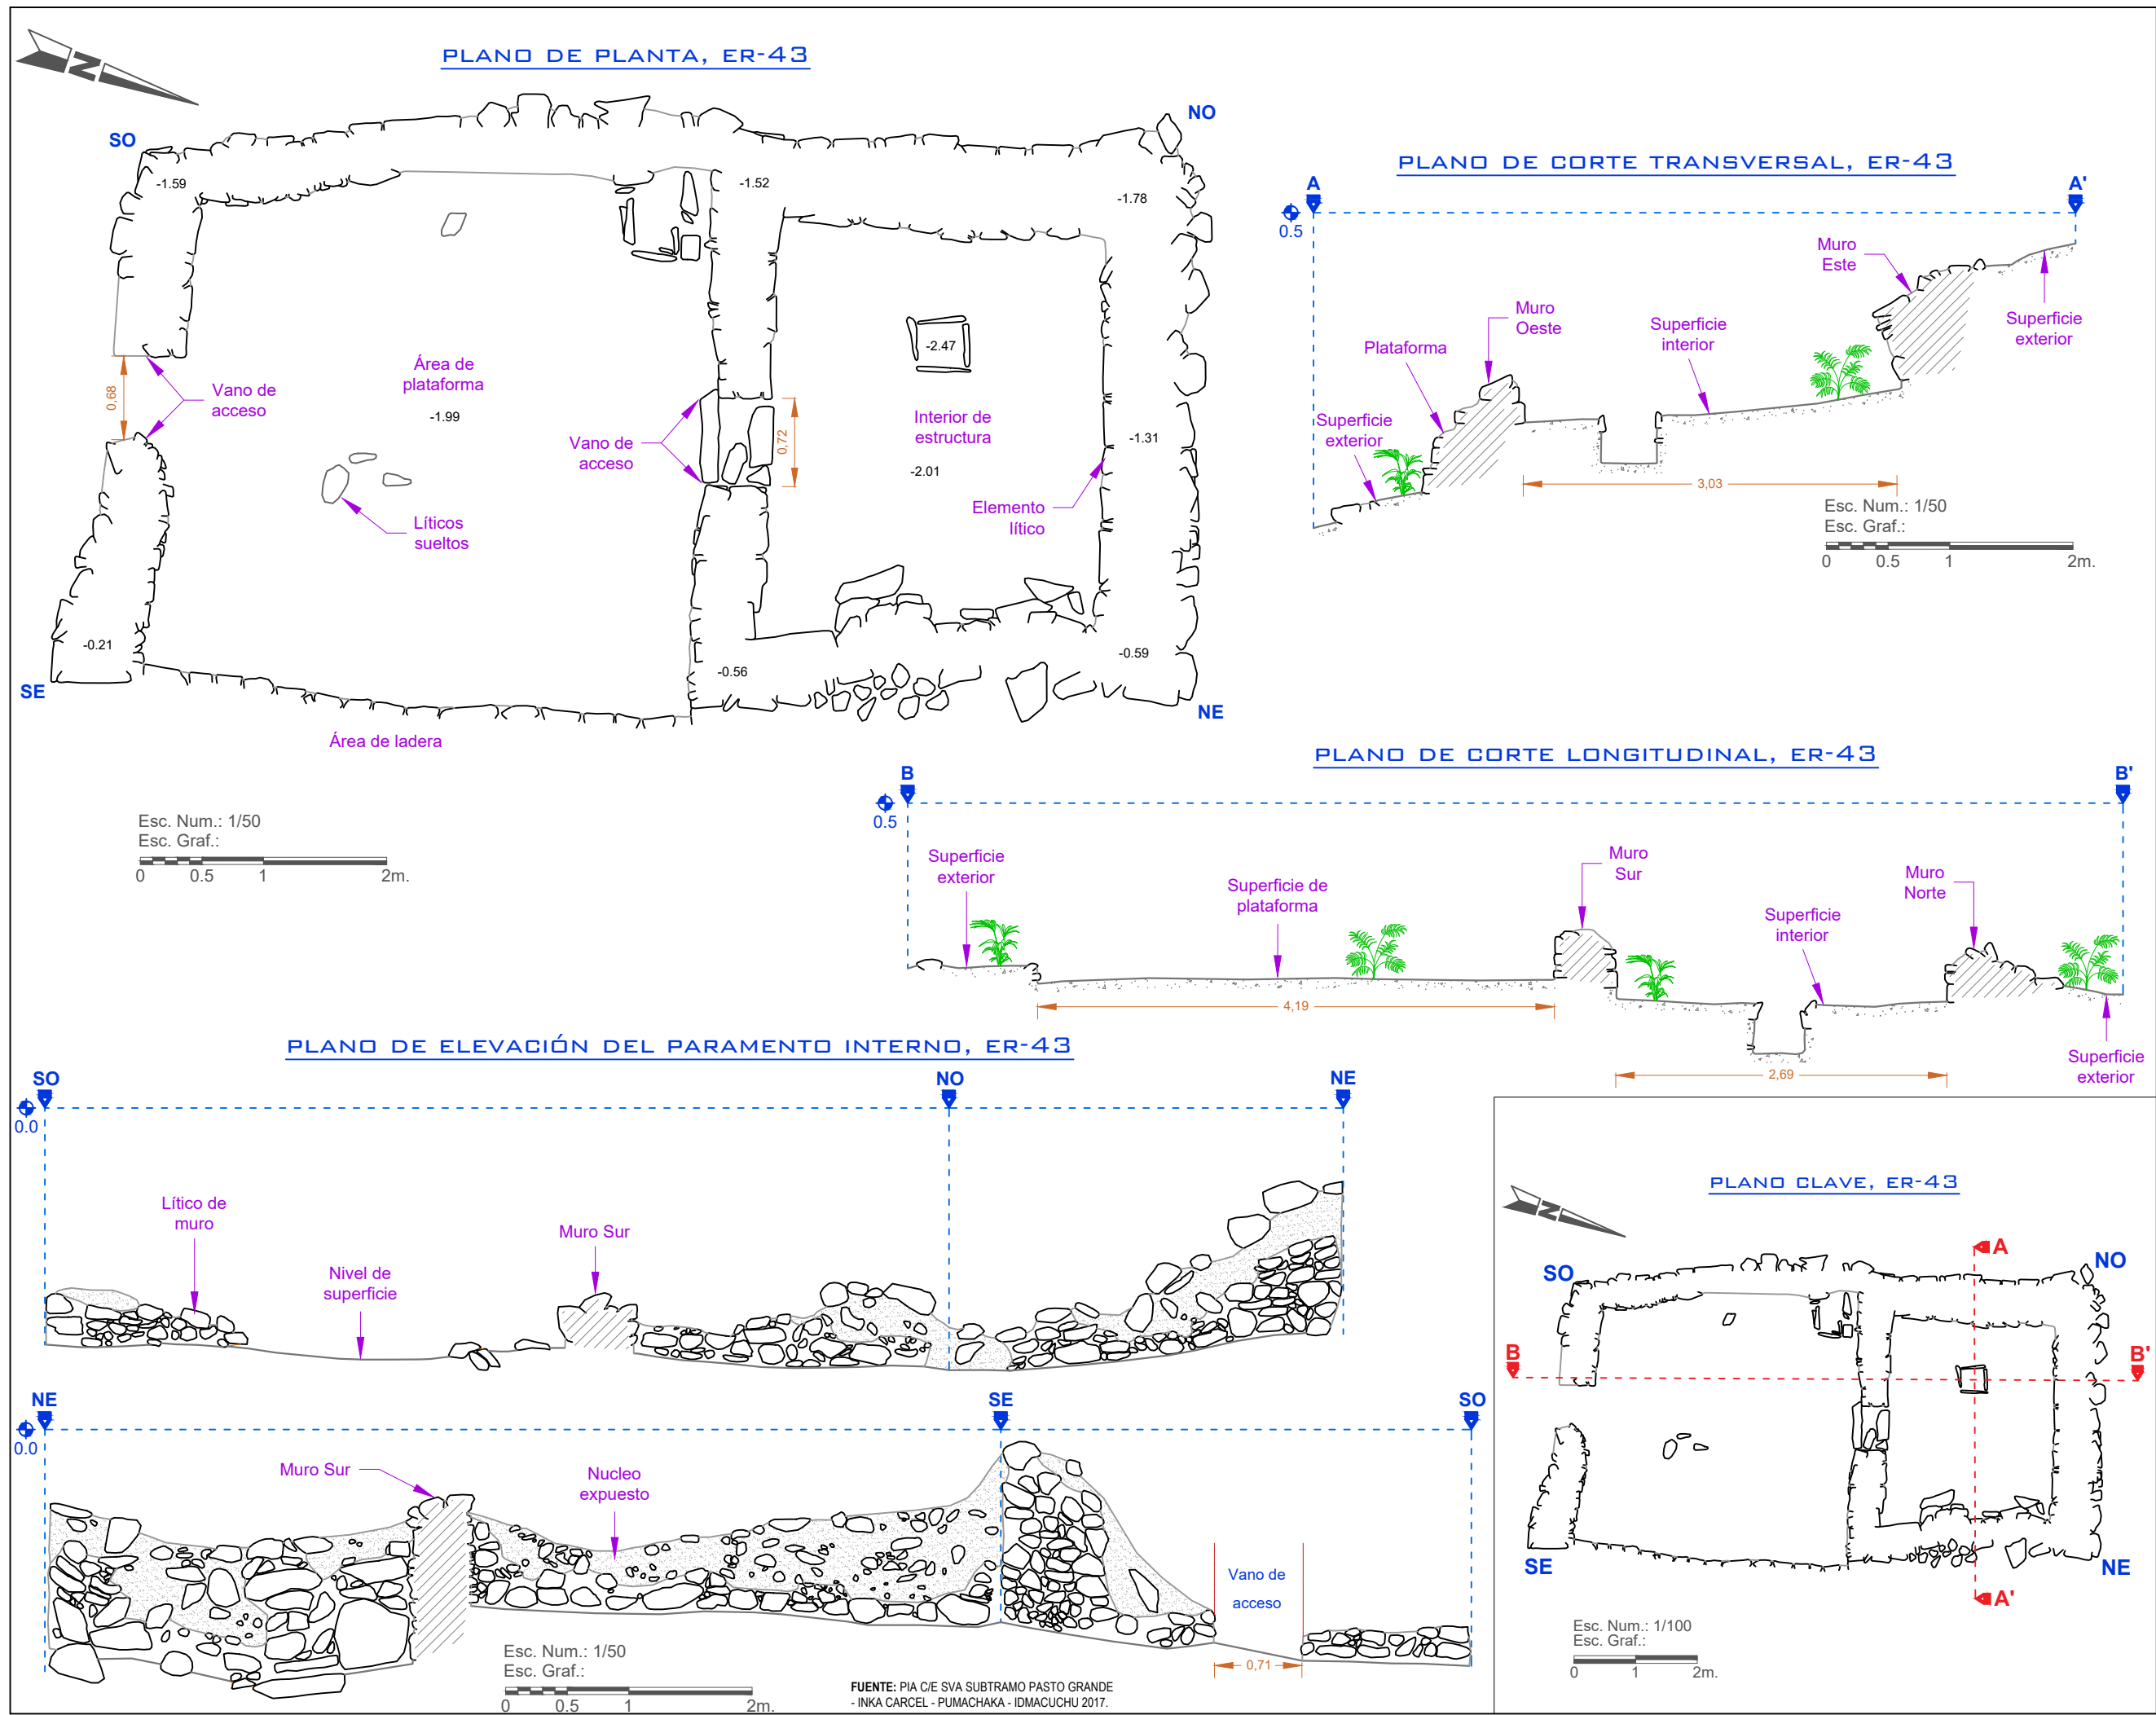 PLANO DE PLANTA, ER-43
N
SO
NO
-1.59
-1.52
-1.78
-2.47
Área de
plataforma
-1.99
0,68
Vano de
acceso
Vano de
acceso
0,72
Interior de
estructura
-2.01
-1.31
Elemento
lítico
Líticos
sueltos
-0.21
-0.56
-0.59
SE
NE
Área de ladera
Esc. Num.: 1/50
Esc. Graf.:
0 0.5 1 2m.
PLANO DE CORTE TRANSVERSAL, ER-43
A A'
0.5
Muro
Este
Muro
Oeste
Superficie
interior
Superficie
exterior
Plataforma
Superficie
exterior
3,03
Esc. Num.: 1/50
Esc. Graf.:
0 0.5 1 2m.
PLANO DE CORTE LONGITUDINAL, ER-43
B B'
0.5
Superficie
exterior
Superficie de
plataforma
Muro
Sur
Superficie
interior
Muro
Norte
4,19
2,69
Superficie
exterior
PLANO DE ELEVACIÓN DEL PARAMENTO INTERNO, ER-43
SO NO NE
0.0
Lítico de
muro
Nivel de
superficie
Muro Sur
NE SE SO
0.0
Muro Sur
Nucleo
expuesto
Vano de
acceso
0,71
Esc. Num.: 1/50
Esc. Graf.:
0 0.5 1 2m.
FUENTE: PIA C/E SVA SUBTRAMO PASTO GRANDE
- INKA CARCEL - PUMACHAKA - IDMACUCHU 2017.
PLANO CLAVE, ER-43
N
A
SO
NO
B B'
SE
NE
A'
Esc. Num.: 1/100
Esc. Graf.:
0 1 2m.